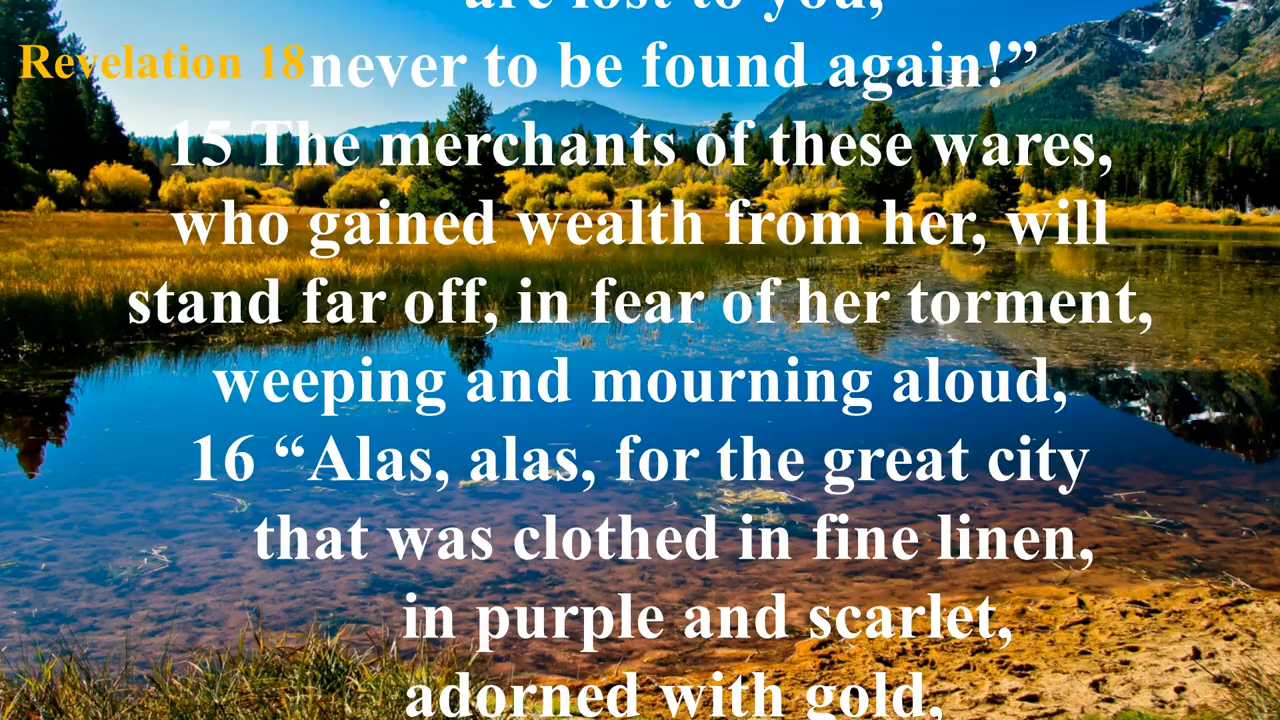 are lost to you,
Revelation 18
never to be found again!”
15 The merchants of these wares,
who gained wealth from her, will
stand far off, in fear of her torment,
weeping and mourning aloud,
16 “Alas, alas, for the great city
that was clothed in fine linen,
in purple and scarlet,
adorned with gold,